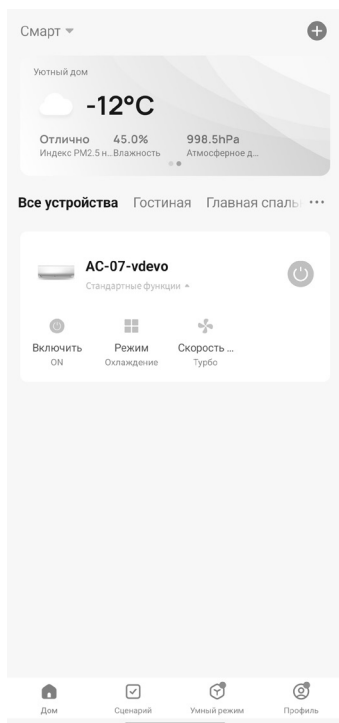 Смарт
Уютный дом
-12°C
Отлично 45.0% 998.5hPa
Индекс PM2.5 н... Влажность Атмосферное д...
Все устройства Гостиная Главная спаль ...
AC-07-vdevo
Стандартные функции
Включить Режим Скорость ...
ON Охлаждение Турбо
Дом Сценарий Умный режим Профиль